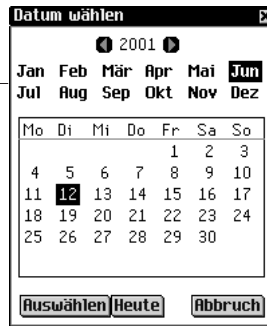 Datum wählen
2001
Jan Feb Mär Apr Mai Jun
Jul Aug Sep Okt Nov Dez
Mo Di Mi Do Fr Sa So
1 2 3
4 5 6 7 8 9 10
11 12 13 14 15 16 17
18 19 20 21 22 23 24
25 26 27 28 29 30
Auswählen Heute Abbruch